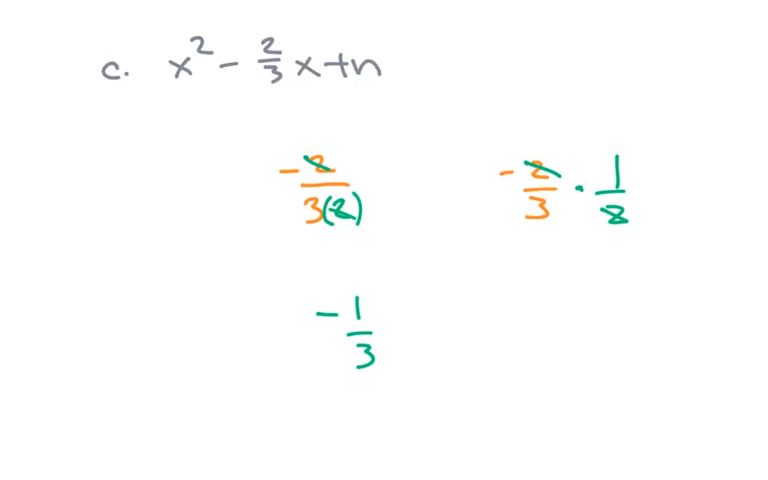 c. x² - 2/3 x + n
- 2/3(2)
- 2/3 · 1/2
- 1/3